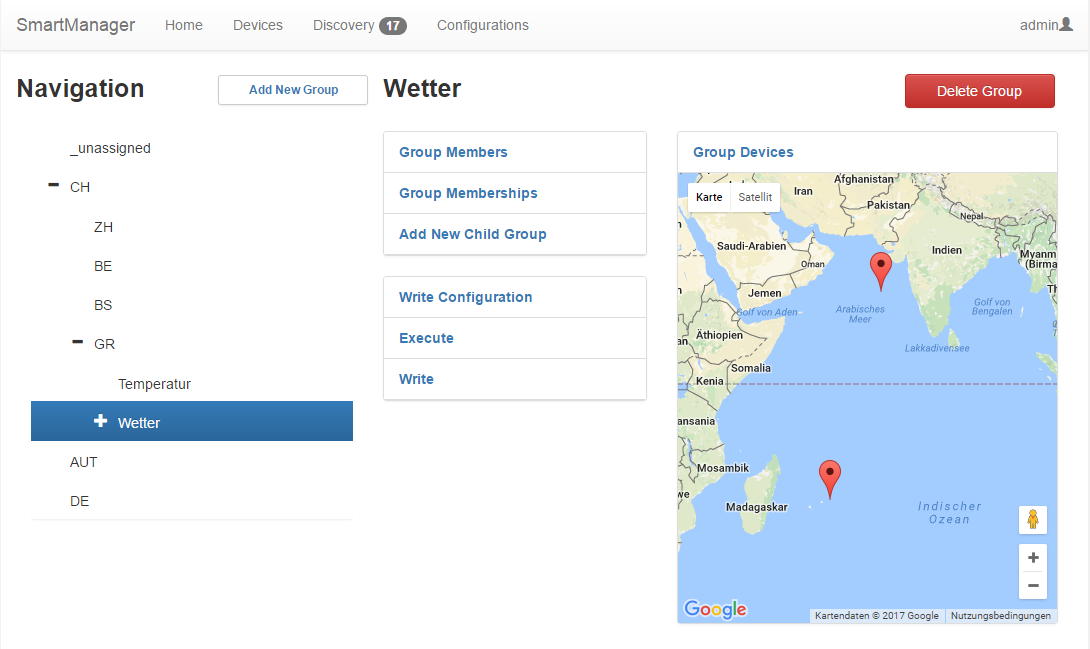 SmartManager Home Devices Discovery 17 Configurations admin
Navigation
Add New Group
_unassigned
CH
ZH
BE
BS
GR
Temperatur
Wetter
AUT
DE
Wetter
Delete Group
Group Members
Group Memberships
Add New Child Group
Write Configuration
Execute
Write
Group Devices
Karte Satellit
Afghanistan
Iran
Pakistan
Nepal
Saudi-Arabien
Oman
Indien
Myanm
(Birma
Jemen
Golf von Aden
Arabisches
Meer
Golf von
Bengalen
Äthiopien
Lakkadivensee
Somalia
Kenia
ansania
Mosambik
Madagaskar
Indischer
Ozean
Google
Kartendaten © 2017 Google Nutzungsbedingungen